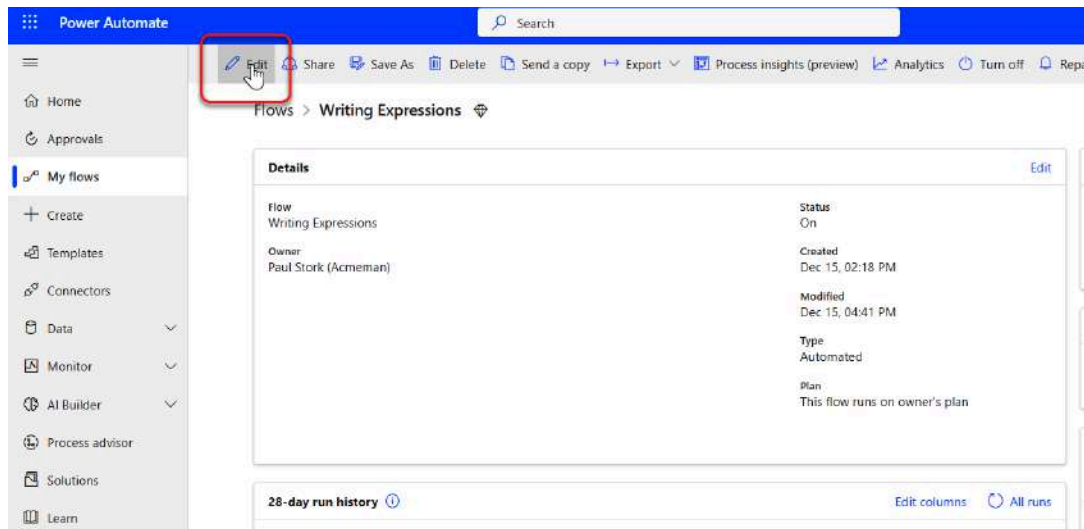 Power Automate
Search
Edit Share Save As Delete Send a copy Export Process insights (preview) Analytics Turn off
Home
Flows > Writing Expressions
Approvals
Details Edit
My flows
Flow Status
Create
Writing Expressions On
Owner Created
Templates
Paul Stork (Acmeman) Dec 15, 02:18 PM
Connectors
Modified
Dec 15, 04:41 PM
Data
Type
Automated
Monitor
Plan
AI Builder
This flow runs on owner's plan
Process advisor
Solutions
28-day run history Edit columns All runs
Learn